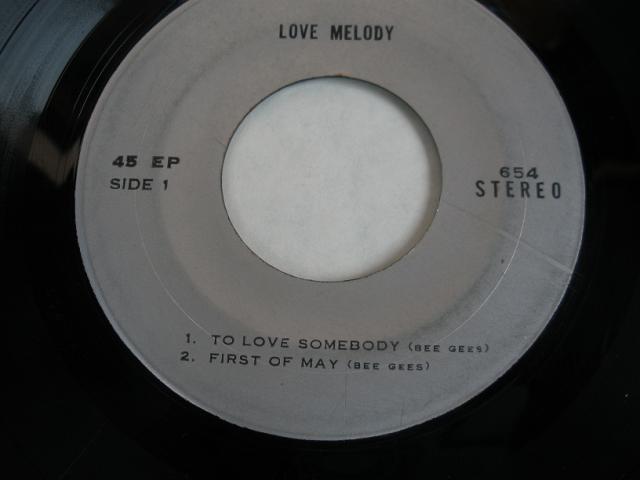 LOVE MELODY
45 EP
SIDE 1
654
STEREO
1. TO LOVE SOMEBODY (BEE GEES)
2. FIRST OF MAY (BEE GEES)